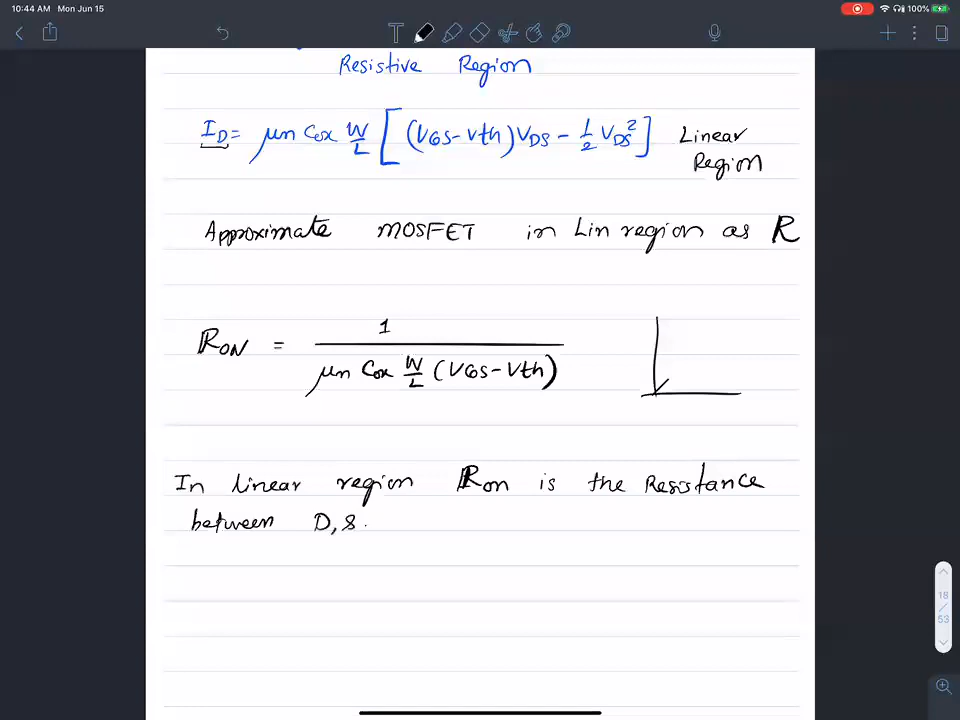 10:44 AM Mon Jun 15
100%
Resistive Region
I_D = μn Cox W/L [(VGS-Vth)VDS - 1/2 VDS²] Linear
Region
Approximate MOSFET in Lin region as R
R_ON = 1 / (μn Cox W/L (VGS-Vth))
In linear region Ron is the Resistance
between D, S.
18
/
53